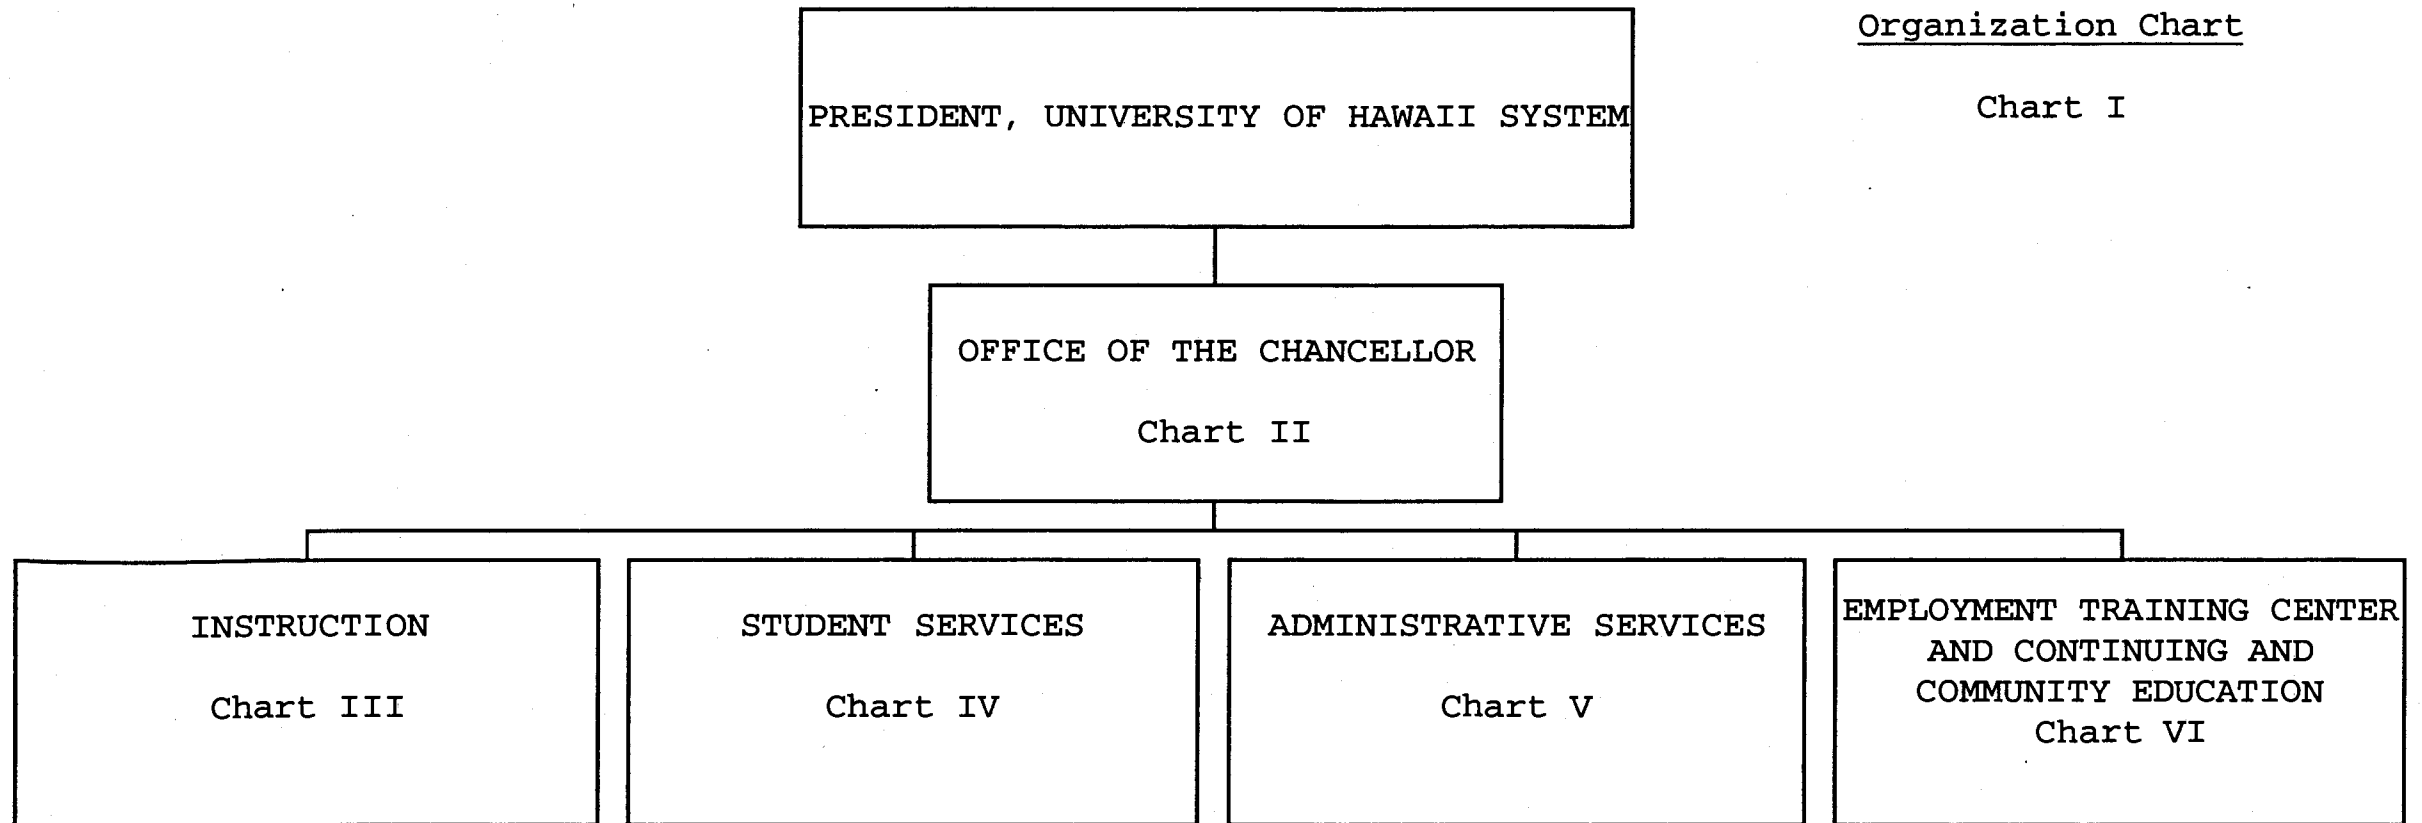 Organization Chart
Chart I
PRESIDENT, UNIVERSITY OF HAWAII SYSTEM
OFFICE OF THE CHANCELLOR
Chart II
INSTRUCTION
Chart III
STUDENT SERVICES
Chart IV
ADMINISTRATIVE SERVICES
Chart V
EMPLOYMENT TRAINING CENTER
AND CONTINUING AND
COMMUNITY EDUCATION
Chart VI